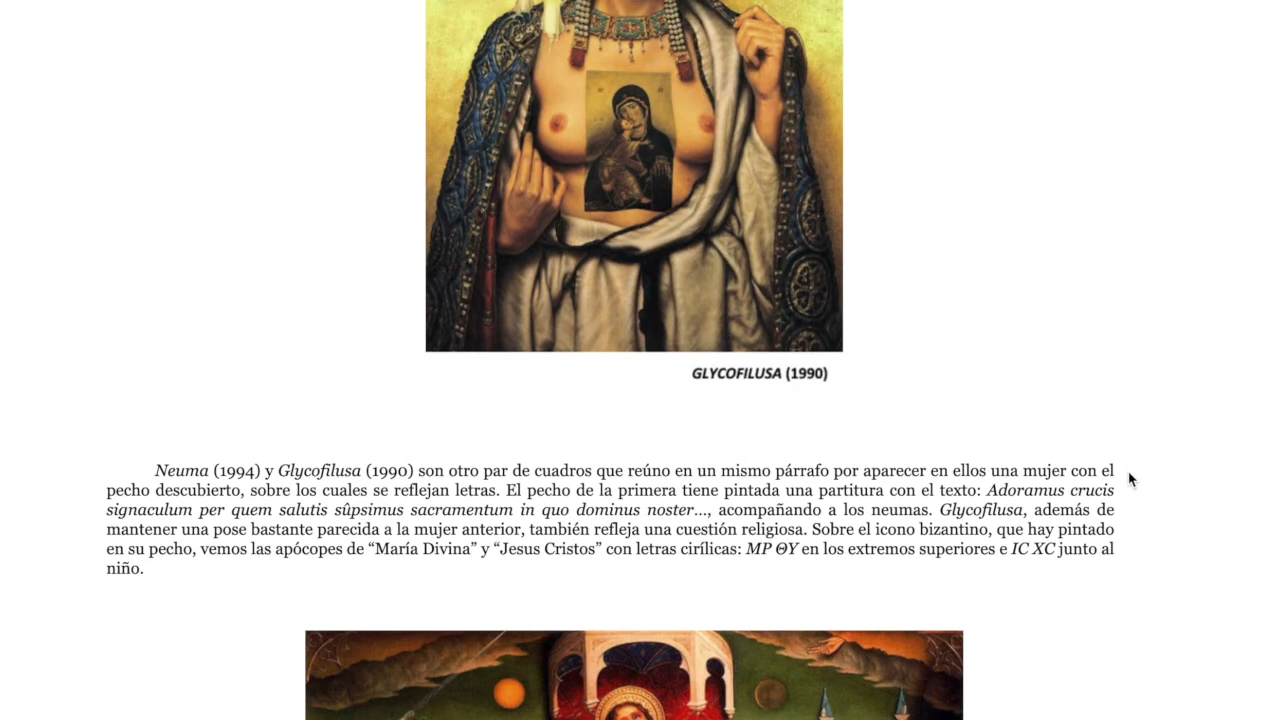 GLYCOFILUSA (1990)
Neuma (1994) y Glycofilusa (1990) son otro par de cuadros que reúno en un mismo párrafo por aparecer en ellos una mujer con el
pecho descubierto, sobre los cuales se reflejan letras. El pecho de la primera tiene pintada una partitura con el texto: Adoramus crucis
signaculum per quem salutis sûpsimus sacramentum in quo dominus noster..., acompañando a los neumas. Glycofilusa, además de
mantener una pose bastante parecida a la mujer anterior, también refleja una cuestión religiosa. Sobre el icono bizantino, que hay pintado
en su pecho, vemos las apócopes de “María Divina” y “Jesus Cristos” con letras cirílicas: MP ΘY en los extremos superiores e IC XC junto al
niño.